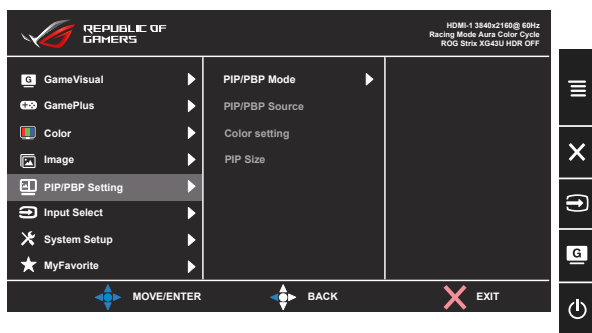 REPUBLIC OF
GAMERS
HDMI-1 3840x2160@ 60Hz
Racing Mode Aura Color Cycle
ROG Strix XG43U HDR OFF
G GameVisual
PIP/PBP Mode
GamePlus
PIP/PBP Source
Color
Color setting
Image
PIP Size
PIP/PBP Setting
Input Select
System Setup
MyFavorite
G
MOVE/ENTER
BACK
EXIT